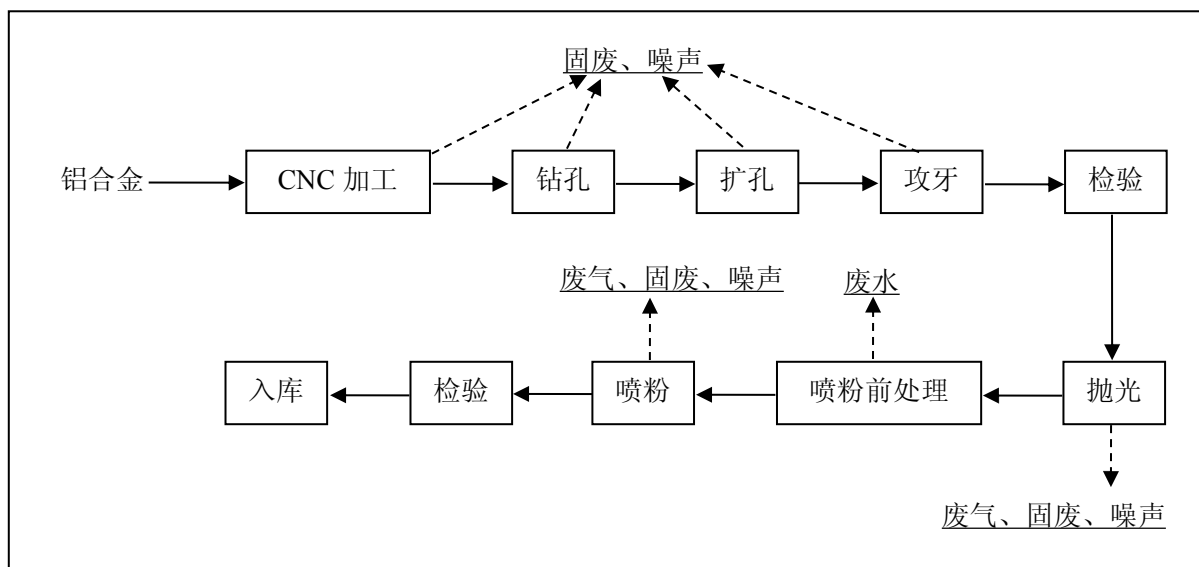 固废、噪声
铝合金
CNC 加工
钻孔
扩孔
攻牙
检验
废气、固废、噪声
废水
入库
检验
喷粉
喷粉前处理
抛光
废气、固废、噪声